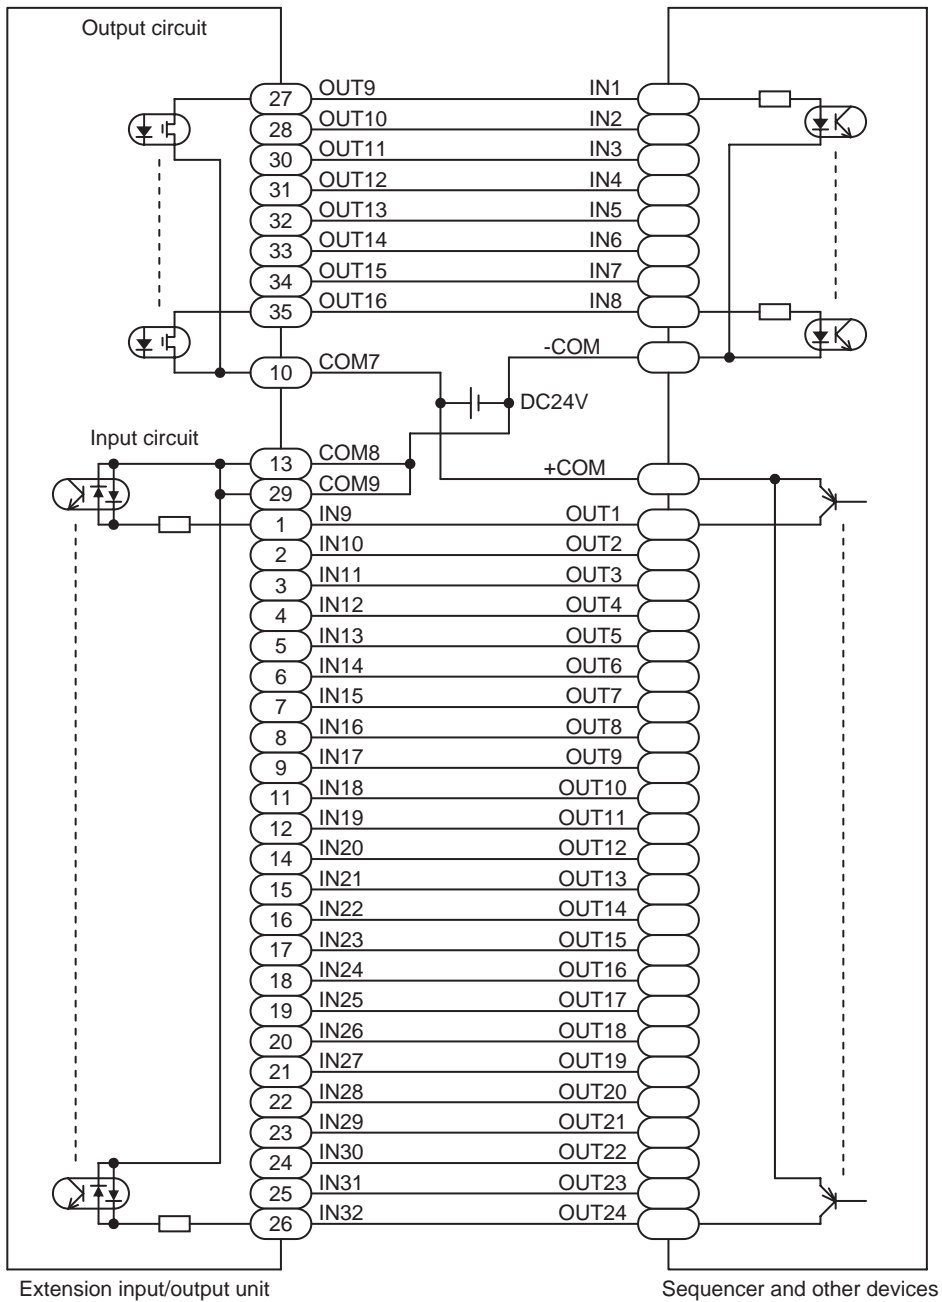 Output circuit
27 OUT9 IN1
28 OUT10 IN2
30 OUT11 IN3
31 OUT12 IN4
32 OUT13 IN5
33 OUT14 IN6
34 OUT15 IN7
35 OUT16 IN8
-COM
10 COM7
DC24V
Input circuit
13 COM8
+COM
29 COM9
1 IN9 OUT1
2 IN10 OUT2
3 IN11 OUT3
4 IN12 OUT4
5 IN13 OUT5
6 IN14 OUT6
7 IN15 OUT7
8 IN16 OUT8
9 IN17 OUT9
11 IN18 OUT10
12 IN19 OUT11
14 IN20 OUT12
15 IN21 OUT13
16 IN22 OUT14
17 IN23 OUT15
18 IN24 OUT16
19 IN25 OUT17
20 IN26 OUT18
21 IN27 OUT19
22 IN28 OUT20
23 IN29 OUT21
24 IN30 OUT22
25 IN31 OUT23
26 IN32 OUT24
Extension input/output unit
Sequencer and other devices